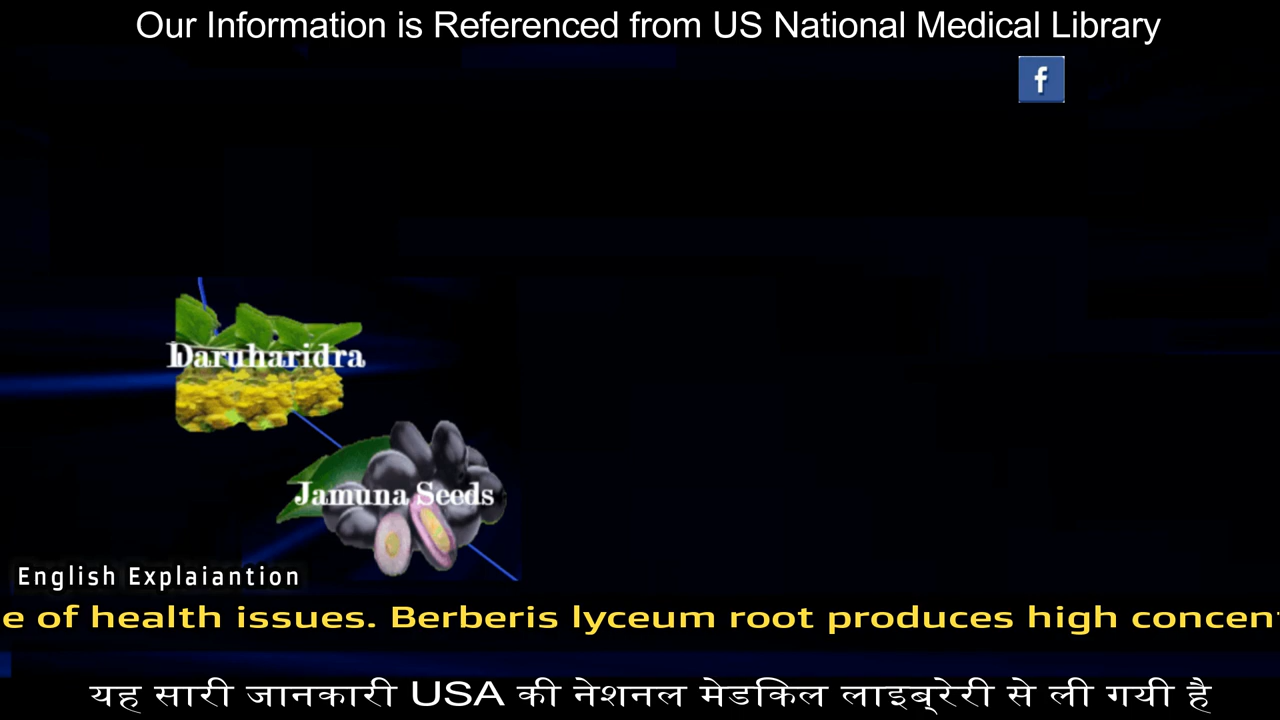 Our Information is Referenced from US National Medical Library
f
Daruharidra
Jamuna Seeds
English Explaiantion
e of health issues. Berberis lyceum root produces high concen
यह सारी जानकारी USA की नेशनल मेडकिल लाइब्रेरी से ली गयी है